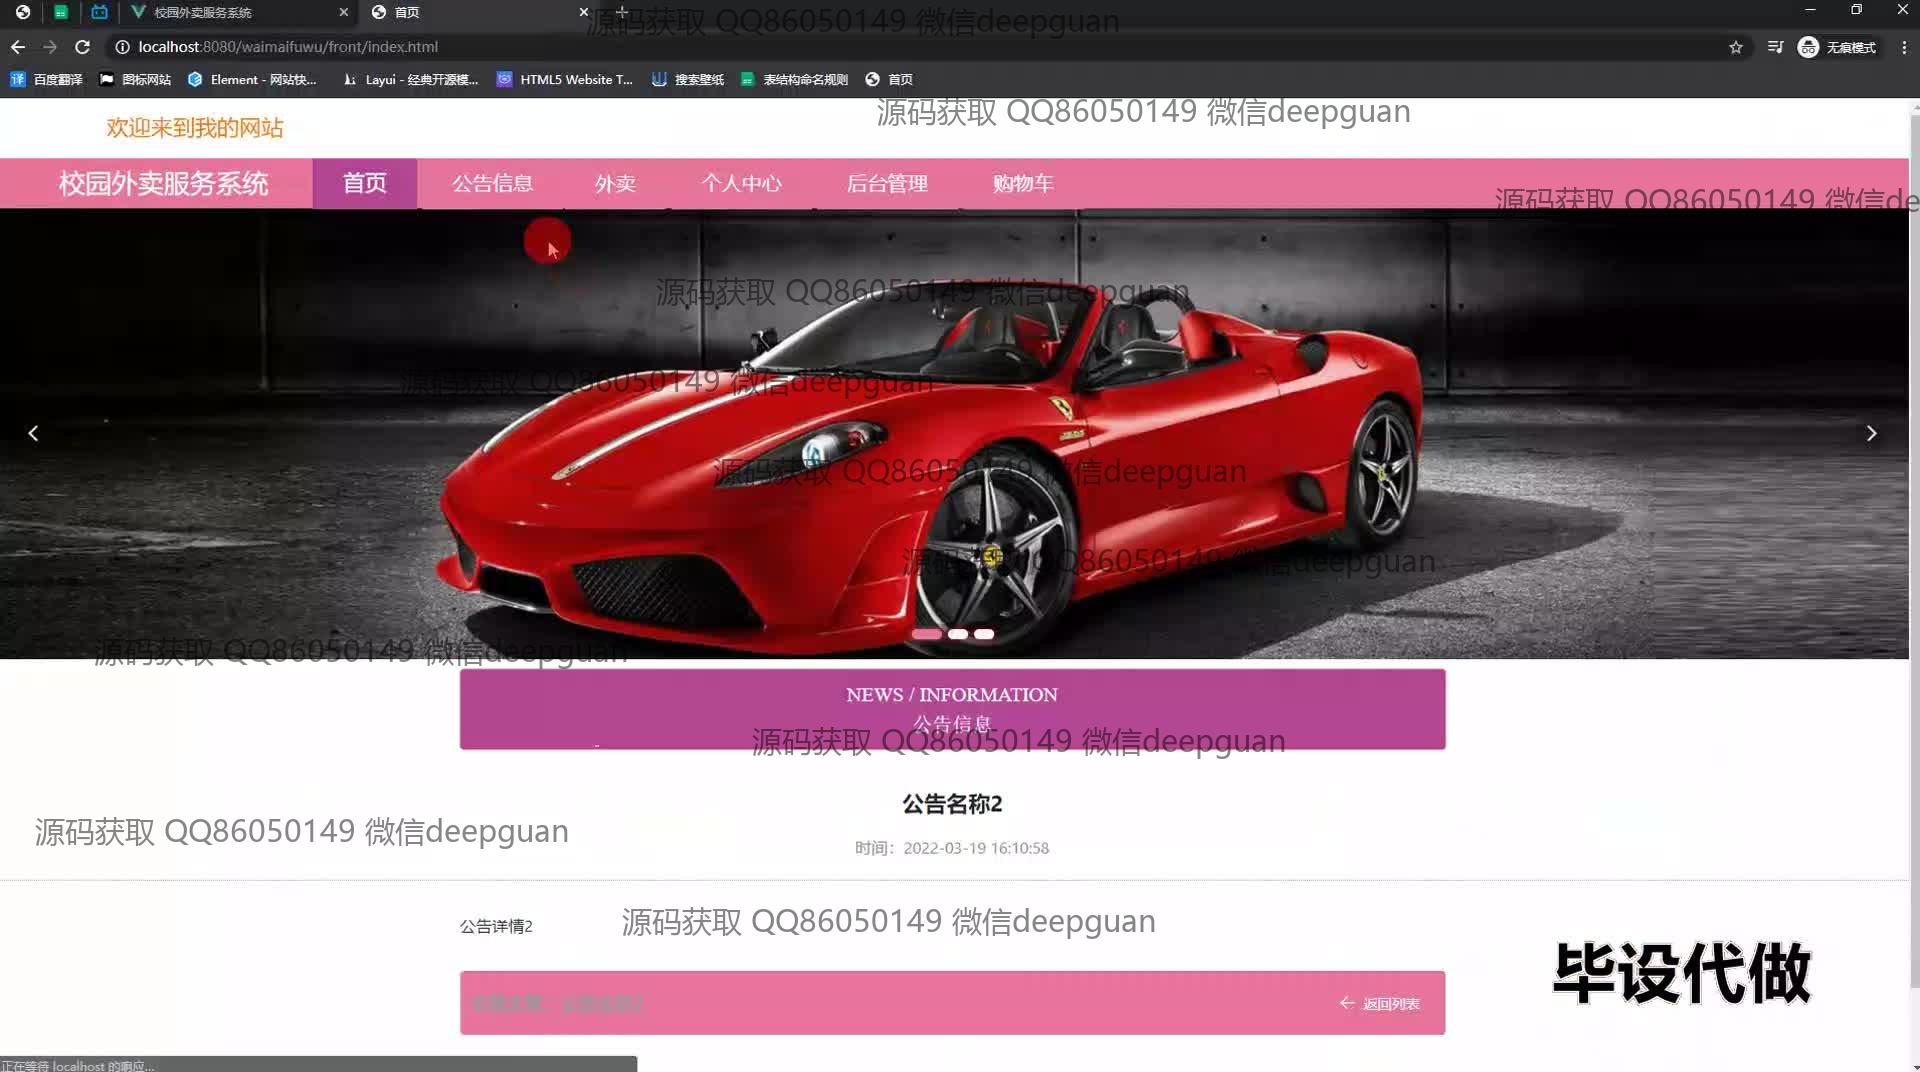 校园外卖服务系统
首页
localhost:8080/waimaifuwu/front/index.html
无痕模式
百度翻译
图标网站
Element - 网站快...
Layui - 经典开源模...
HTML5 Website T...
搜索壁纸
表结构命名规则
首页
源码获取 QQ86050149 微信deepguan
源码获取 QQ86050149 微信deepguan
欢迎来到我的网站
校园外卖服务系统
首页
公告信息
外卖
个人中心
后台管理
购物车
源码获取 QQ86050149 微信de
源码获取 QQ86050149 微信deepguan
源码获取 QQ86050149 微信deepguan
源码获取 QQ86050149 微信deepguan
源码获取 QQ86050149 微信deepguan
源码获取 QQ86050149 微信deepguan
NEWS / INFORMATION
公告信息
源码获取 QQ86050149 微信deepguan
公告名称2
源码获取 QQ86050149 微信deepguan
时间：2022-03-19 16:10:58
公告详情2
源码获取 QQ86050149 微信deepguan
毕设代做
返回列表
正在等待 localhost 的响应...